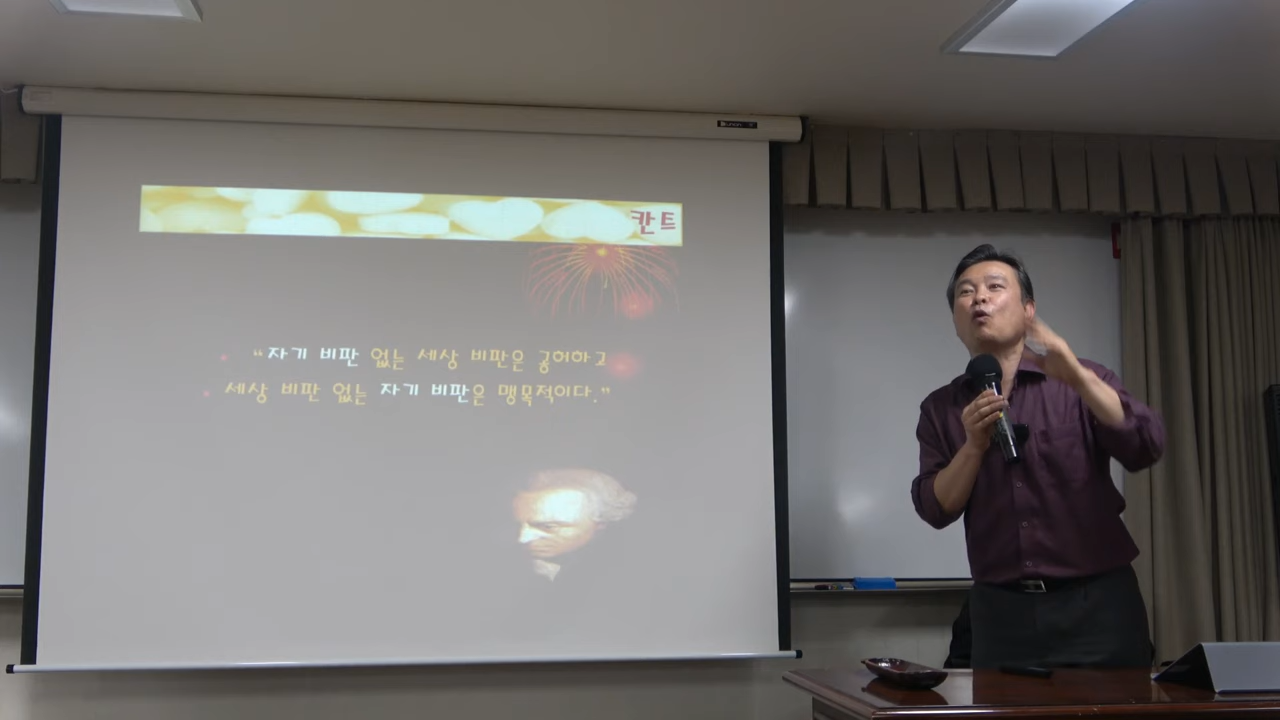 칸트
“자기 비판 없는 세상 비판은 공허하고
세상 비판 없는 자기 비판은 맹목적이다.”